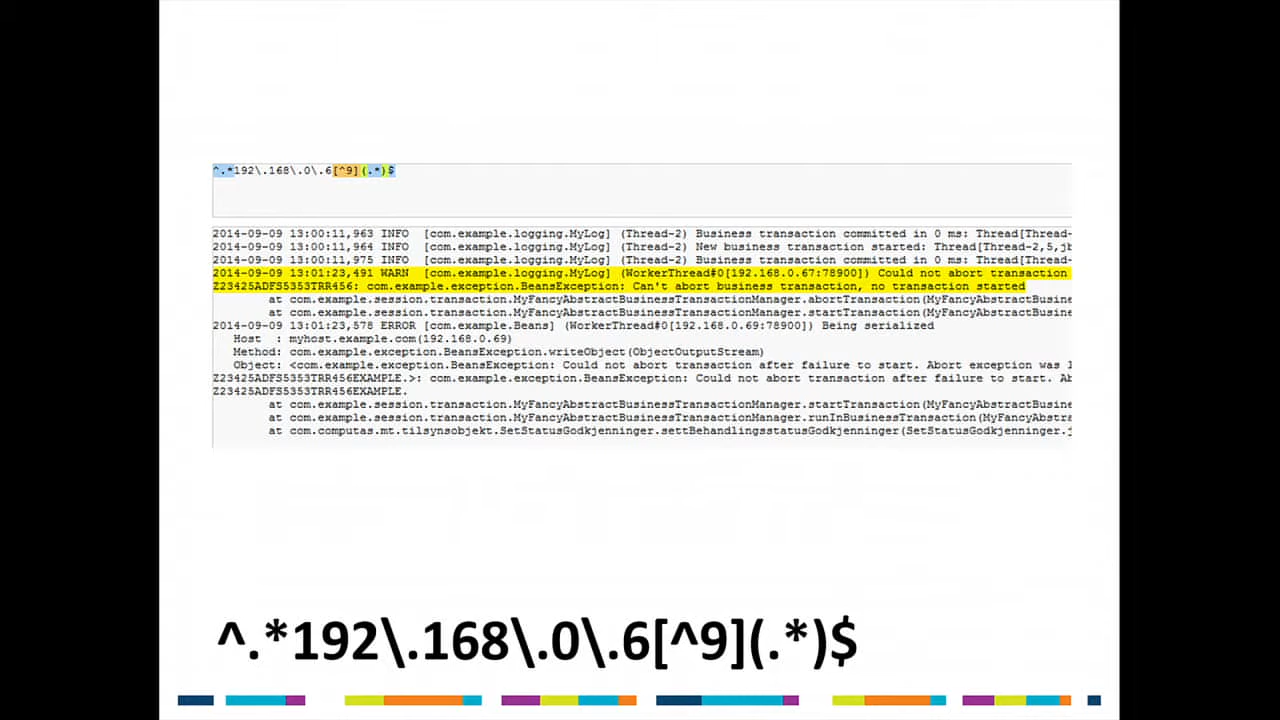 ^.*192\.168\.0\.6[^9](.*)$
2014-09-09 13:00:11,963 INFO  [com.example.logging.MyLog] (Thread-2) Business transaction committed in 0 ms: Thread[Thread-
2014-09-09 13:00:11,964 INFO  [com.example.logging.MyLog] (Thread-2) New business transaction started: Thread[Thread-2,5,jb
2014-09-09 13:00:11,975 INFO  [com.example.logging.MyLog] (Thread-2) Business transaction committed in 0 ms: Thread[Thread-
2014-09-09 13:01:23,491 WARN  [com.example.logging.MyLog] (WorkerThread#0[192.168.0.67:78900]) Could not abort transaction
Z23425ADFS5353TRR456: com.example.exception.BeansException: Can't abort business transaction, no transaction started
at com.example.session.transaction.MyFancyAbstractBusinessTransactionManager.abortTransaction(MyFancyAbstractBusine
at com.example.session.transaction.MyFancyAbstractBusinessTransactionManager.startTransaction(MyFancyAbstractBusine
2014-09-09 13:01:23,578 ERROR [com.example.Beans] (WorkerThread#0[192.168.0.69:78900]) Being serialized
Host  : myhost.example.com(192.168.0.69)
Method: com.example.exception.BeansException.writeObject(ObjectOutputStream)
Object: <com.example.exception.BeansException: Could not abort transaction after failure to start. Abort exception was
Z23425ADFS5353TRR456EXAMPLE.>: com.example.exception.BeansException: Could not abort transaction after failure to start. Ab
Z23425ADFS5353TRR456EXAMPLE.
at com.example.session.transaction.MyFancyAbstractBusinessTransactionManager.startTransaction(MyFancyAbstractBusine
at com.example.session.transaction.MyFancyAbstractBusinessTransactionManager.runInBusinessTransaction(MyFancyAbstra
at com.computas.mt.tilsynsobjekt.SetStatusGodkjenninger.settBehandlingsstatusGodkjenninger(SetStatusGodkjenninger.j
^.*192\.168\.0\.6[^9](.*)$